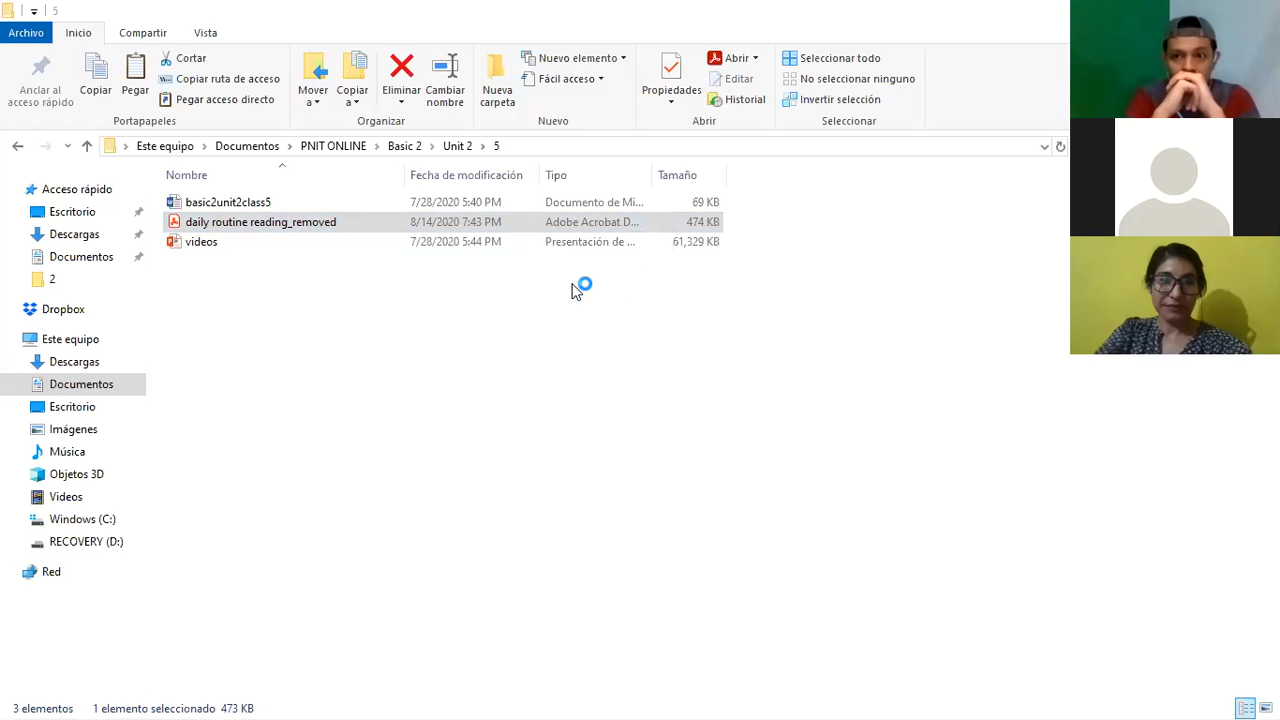 5
Archivo Inicio Compartir Vista
Anclar al acceso rápido
Copiar
Pegar
Cortar
Copiar ruta de acceso
Pegar acceso directo
Portapapeles
Mover a
Copiar a
Eliminar
Cambiar nombre
Organizar
Nueva carpeta
Nuevo elemento
Fácil acceso
Nuevo
Propiedades
Abrir
Editar
Historial
Abrir
Seleccionar todo
No seleccionar ninguno
Invertir selección
Seleccionar
Este equipo Documentos PNIT ONLINE Basic 2 Unit 2 5
Nombre Fecha de modificación Tipo Tamaño
basic2unit2class5 7/28/2020 5:40 PM Documento de Mi... 69 KB
daily routine reading_removed 8/14/2020 7:43 PM Adobe Acrobat D... 474 KB
videos 7/28/2020 5:44 PM Presentación de ... 61,329 KB
Acceso rápido
Escritorio
Descargas
Documentos
2
Dropbox
Este equipo
Descargas
Documentos
Escritorio
Imágenes
Música
Objetos 3D
Videos
Windows (C:)
RECOVERY (D:)
Red
3 elementos 1 elemento seleccionado 473 KB